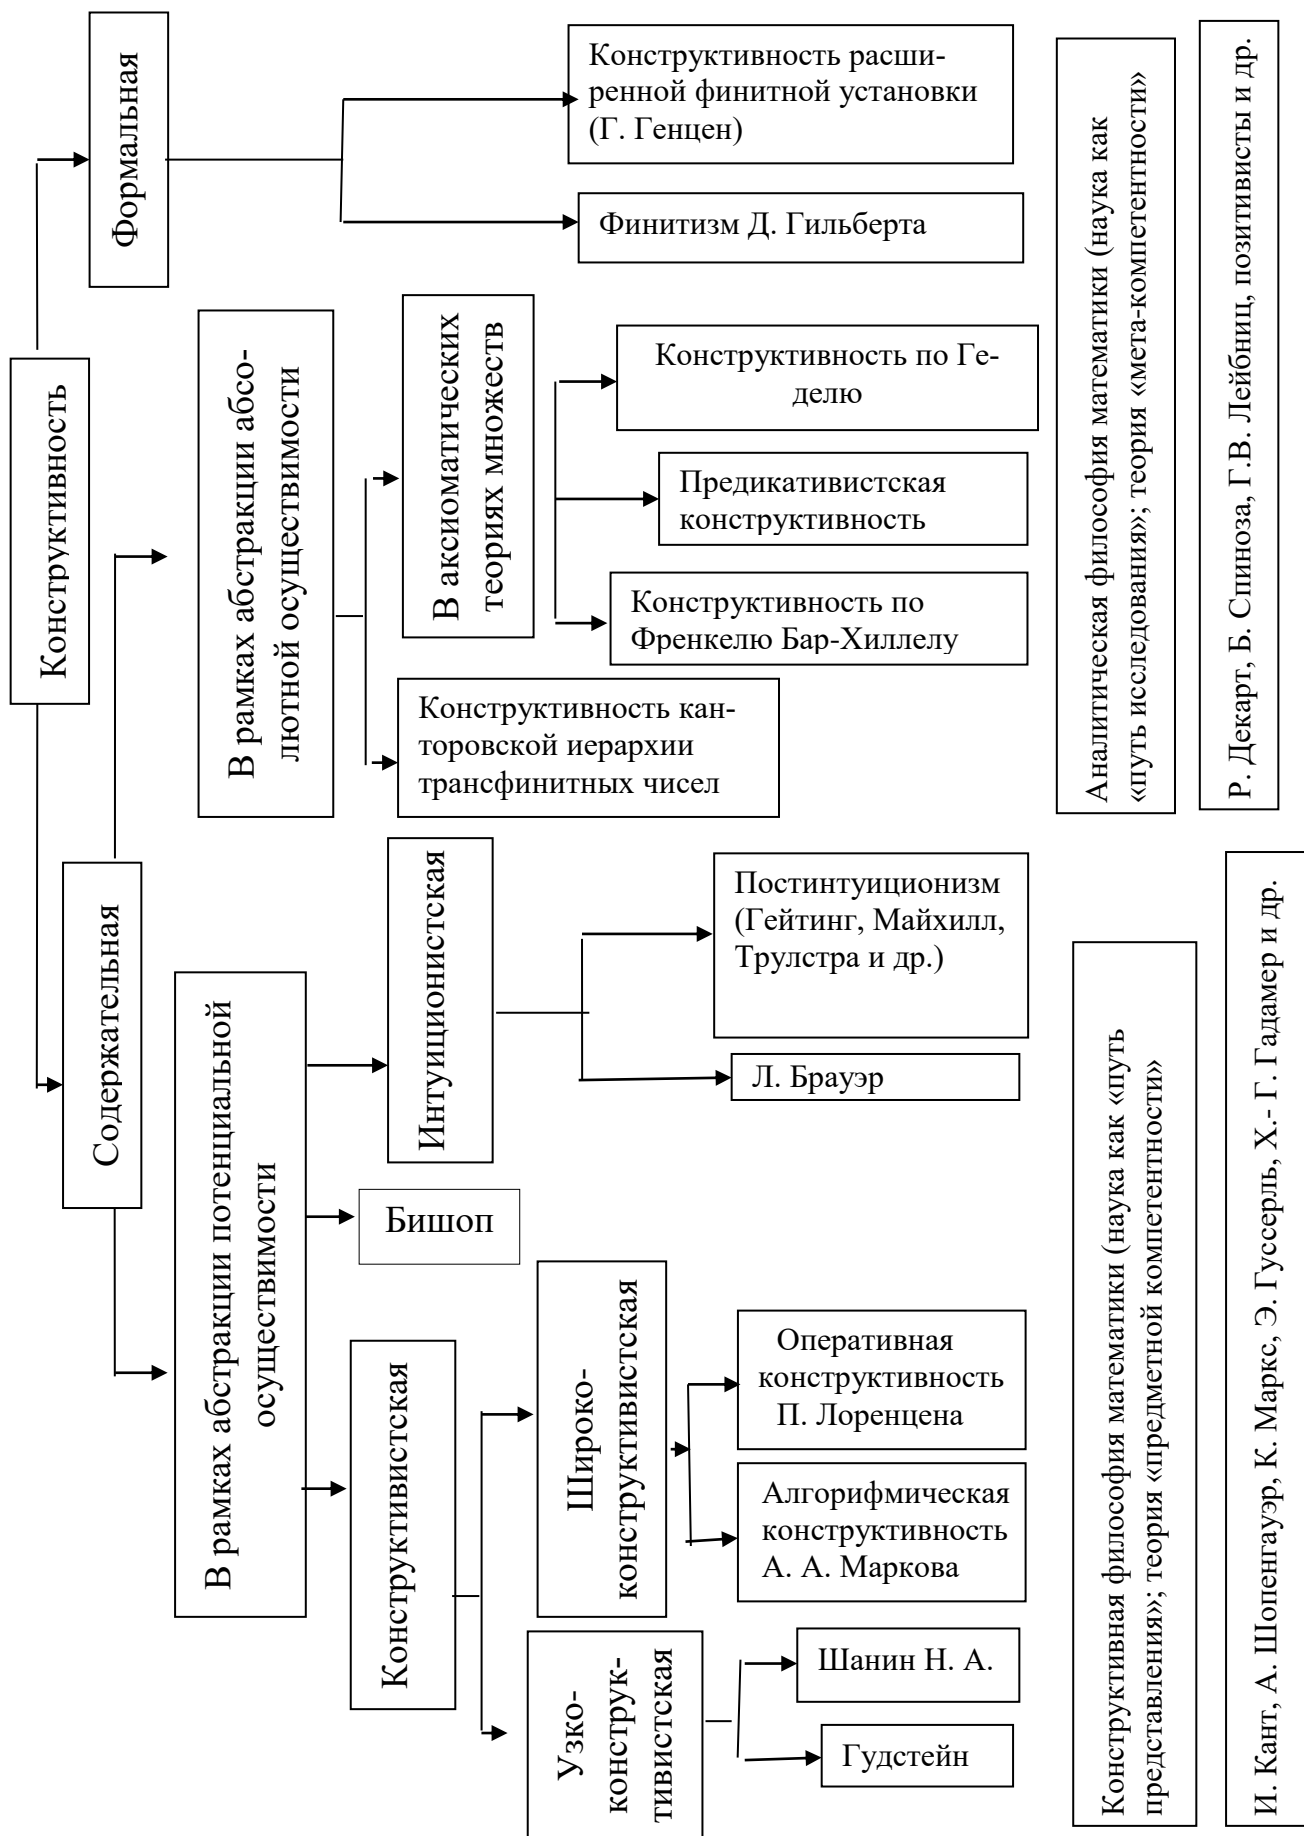 Конструктивность
Формальная
Конструктивность расши-
ренной финитной установки
(Г. Генцен)
Финитизм Д. Гильберта
Содержательная
В рамках абстракции абсо-
лютной осуществимости
В аксиоматических
теориях множеств
Конструктивность по Ге-
делю
Предикативистская
конструктивность
Конструктивность по
Френкелю Бар-Хиллелу
Конструктивность кан-
торовской иерархии
трансфинитных чисел
В рамках абстракции потенциальной
осуществимости
Интуиционистская
Постинтуиционизм
(Гейтинг, Майхилл,
Трулстра и др.)
Л. Брауэр
Бишоп
Конструктивистская
Широко-
конструктивистская
Оперативная
конструктивность
П. Лоренцена
Алгорифмическая
конструктивность
А. А. Маркова
Узко-
конструк-
тивистская
Шанин Н. А.
Гудстейн
Аналитическая философия математики (наука как
«путь исследования»; теория «мета-компетентности»
Р. Декарт, Б. Спиноза, Г.В. Лейбниц, позитивисты и др.
Конструктивная философия математики (наука как «путь
представления»; теория «предметной компетентности»
И. Кант, А. Шопенгауэр, К. Маркс, Э. Гуссерль, Х.- Г. Гадамер и др.